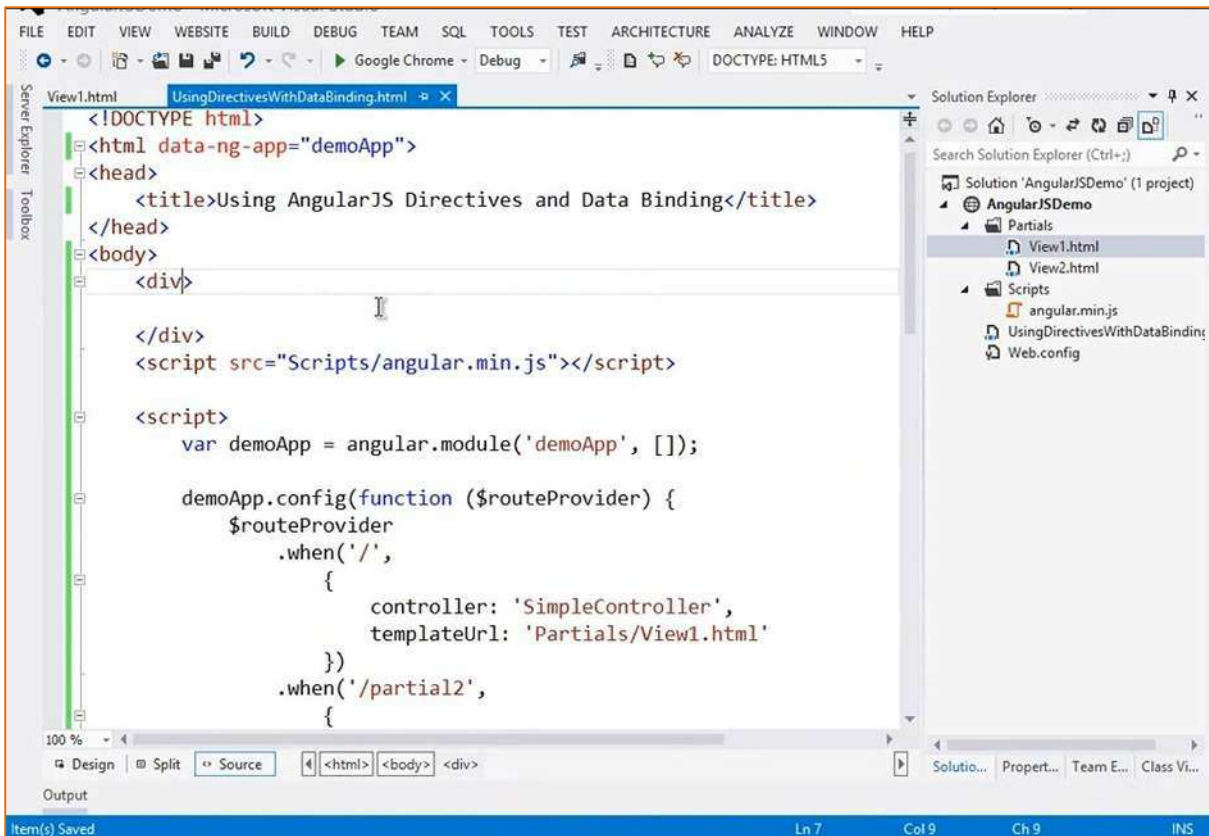 FILE EDIT VIEW WEBSITE BUILD DEBUG TEAM SQL TOOLS TEST ARCHITECTURE ANALYZE WINDOW HELP
Google Chrome Debug DOCTYPE: HTML5
Server Explorer
Toolbox
View1.html UsingDirectivesWithDataBinding.html
<!DOCTYPE html>
<html data-ng-app="demoApp">
<head>
<title>Using AngularJS Directives and Data Binding</title>
</head>
<body>
<div>
</div>
<script src="Scripts/angular.min.js"></script>
<script>
var demoApp = angular.module('demoApp', []);
demoApp.config(function ($routeProvider) {
$routeProvider
.when('/',
{
controller: 'SimpleController',
templateUrl: 'Partials/View1.html'
})
.when('/partial2',
{
100 %
Design Split Source <html> <body> <div>
Output
Solution Explorer
Search Solution Explorer (Ctrl+;)
Solution 'AngularJSDemo' (1 project)
AngularJSDemo
Partials
View1.html
View2.html
Scripts
angular.min.js
UsingDirectivesWithDataBinding
Web.config
Solutio... Propert... Team E... Class Vi...
Item(s) Saved Ln 7 Col 9 Ch 9 INS